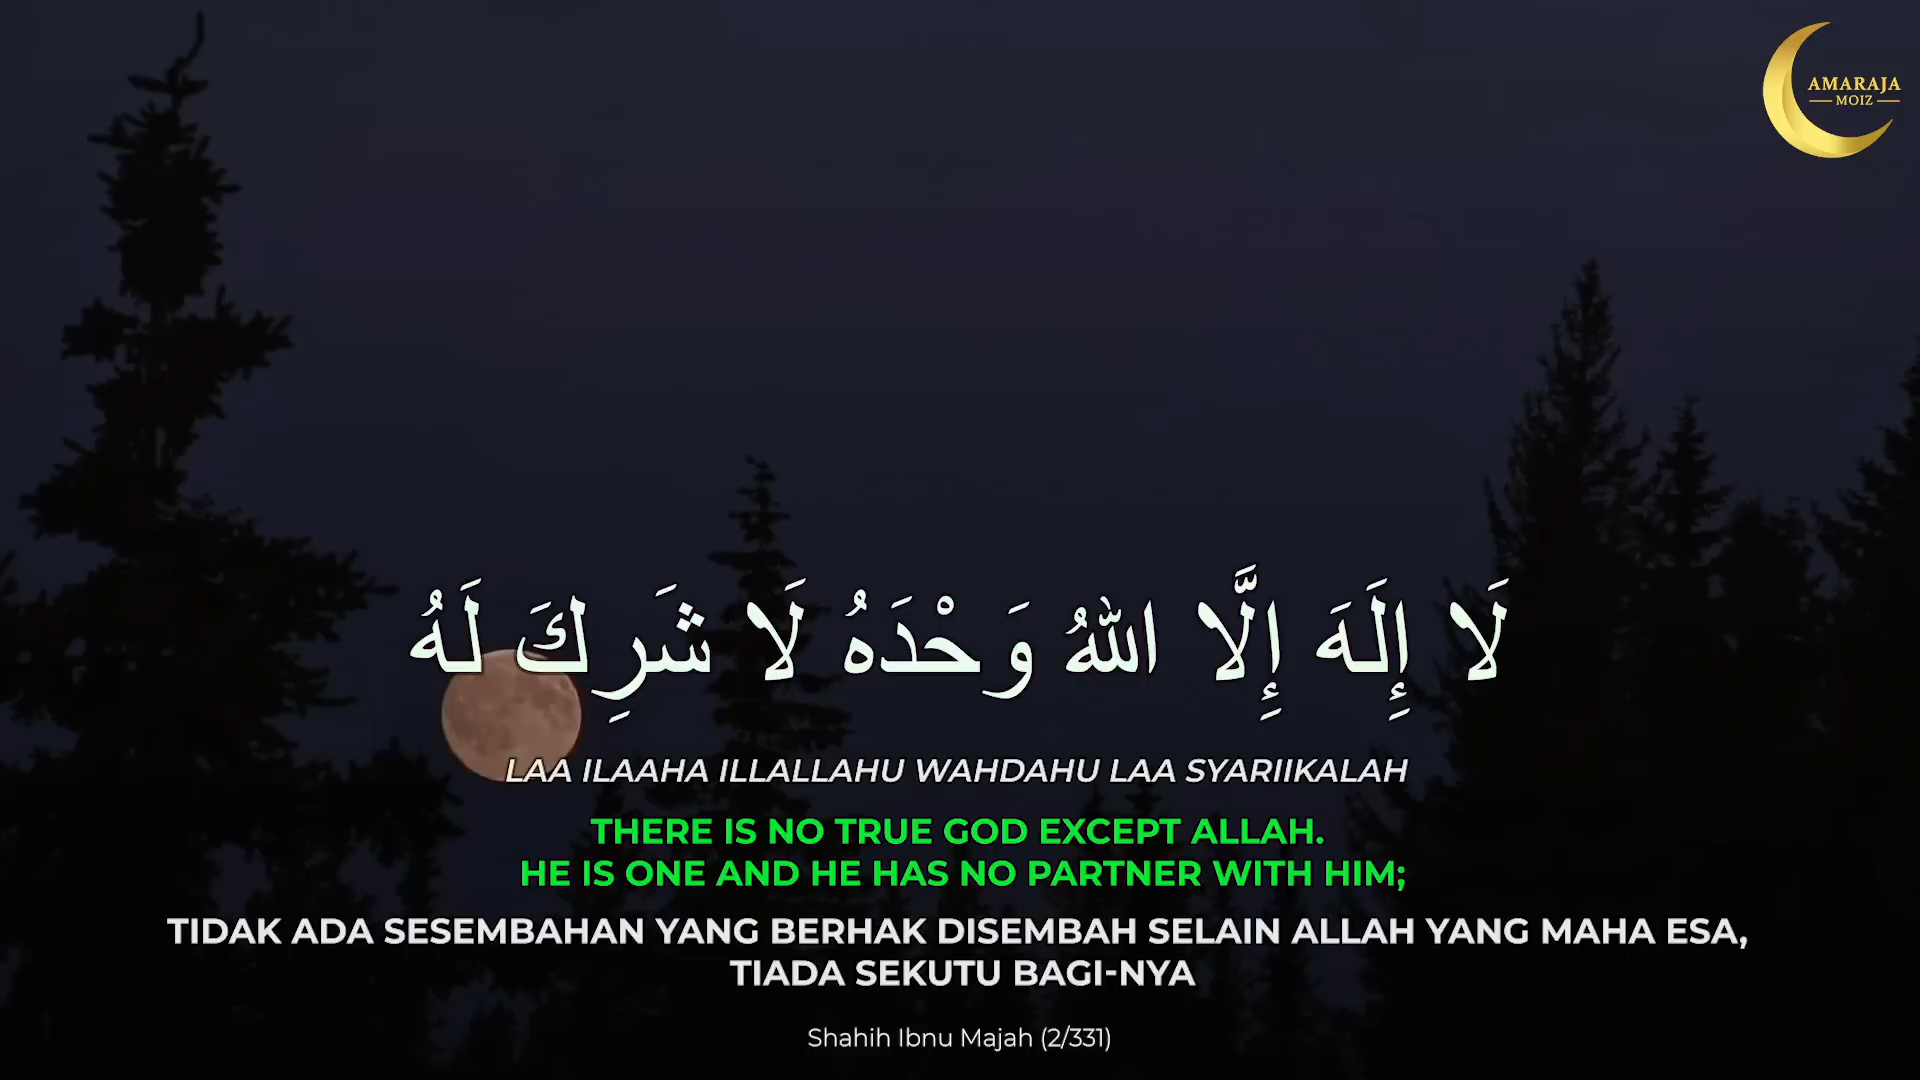 AMARAJA
MOIZ
لَا إِلَهَ إِلَّا اللهُ وَحْدَهُ لَا شَرِكَ لَهُ
LAA ILAAHA ILLALLAHU WAHDAHU LAA SYARIIKALAH
THERE IS NO TRUE GOD EXCEPT ALLAH.
HE IS ONE AND HE HAS NO PARTNER WITH HIM;
TIDAK ADA SESEMBAHAN YANG BERHAK DISEMBAH SELAIN ALLAH YANG MAHA ESA,
TIADA SEKUTU BAGI-NYA
Shahih Ibnu Majah (2/331)